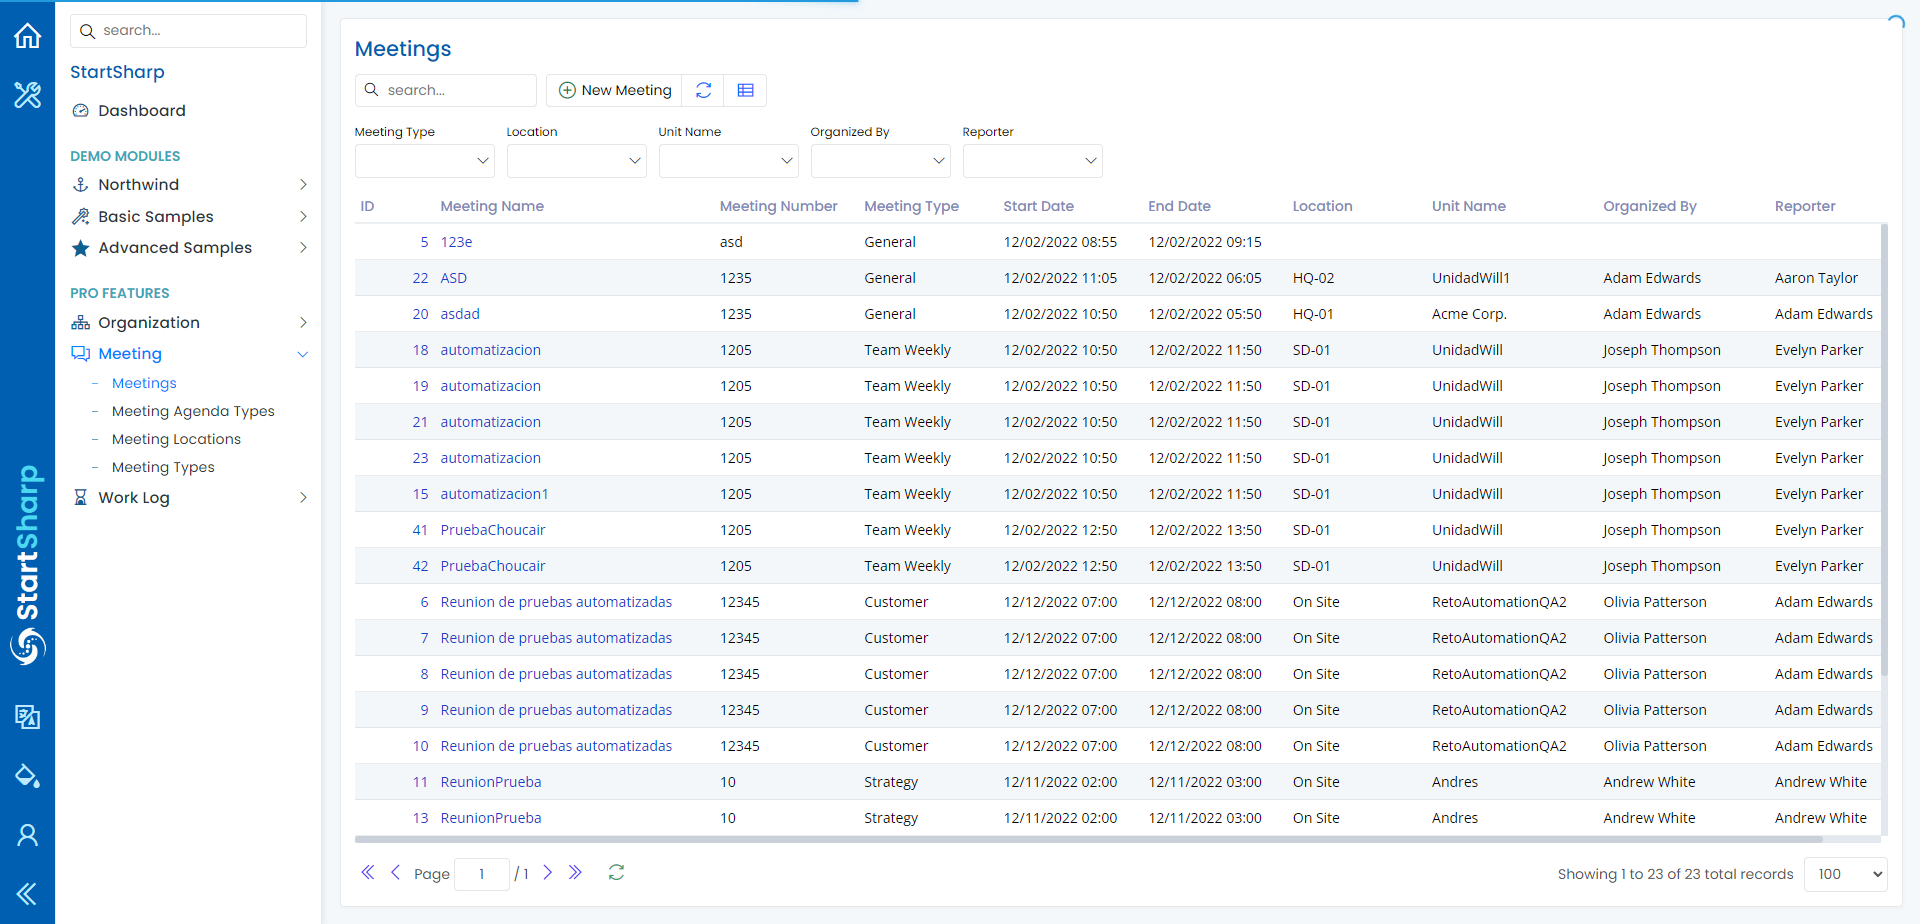 search...
StartSharp
Dashboard
DEMO MODULES
Northwind
Basic Samples
Advanced Samples
PRO FEATURES
Organization
Meeting
Meetings
Meeting Agenda Types
Meeting Locations
Meeting Types
Work Log
StartSharp
Meetings
search...
New Meeting
Meeting Type Location Unit Name Organized By Reporter
ID Meeting Name Meeting Number Meeting Type Start Date End Date Location Unit Name Organized By Reporter
5 123e asd General 12/02/2022 08:55 12/02/2022 09:15
22 ASD 1235 General 12/02/2022 11:05 12/02/2022 06:05 HQ-02 UnidadWill1 Adam Edwards Aaron Taylor
20 asdad 1235 General 12/02/2022 10:50 12/02/2022 05:50 HQ-01 Acme Corp. Adam Edwards Adam Edwards
18 automatizacion 1205 Team Weekly 12/02/2022 10:50 12/02/2022 11:50 SD-01 UnidadWill Joseph Thompson Evelyn Parker
19 automatizacion 1205 Team Weekly 12/02/2022 10:50 12/02/2022 11:50 SD-01 UnidadWill Joseph Thompson Evelyn Parker
21 automatizacion 1205 Team Weekly 12/02/2022 10:50 12/02/2022 11:50 SD-01 UnidadWill Joseph Thompson Evelyn Parker
23 automatizacion 1205 Team Weekly 12/02/2022 10:50 12/02/2022 11:50 SD-01 UnidadWill Joseph Thompson Evelyn Parker
15 automatizacion1 1205 Team Weekly 12/02/2022 10:50 12/02/2022 11:50 SD-01 UnidadWill Joseph Thompson Evelyn Parker
41 PruebaChoucair 1205 Team Weekly 12/02/2022 12:50 12/02/2022 13:50 SD-01 UnidadWill Joseph Thompson Evelyn Parker
42 PruebaChoucair 1205 Team Weekly 12/02/2022 12:50 12/02/2022 13:50 SD-01 UnidadWill Joseph Thompson Evelyn Parker
6 Reunion de pruebas automatizadas 12345 Customer 12/12/2022 07:00 12/12/2022 08:00 On Site RetoAutomationQA2 Olivia Patterson Adam Edwards
7 Reunion de pruebas automatizadas 12345 Customer 12/12/2022 07:00 12/12/2022 08:00 On Site RetoAutomationQA2 Olivia Patterson Adam Edwards
8 Reunion de pruebas automatizadas 12345 Customer 12/12/2022 07:00 12/12/2022 08:00 On Site RetoAutomationQA2 Olivia Patterson Adam Edwards
9 Reunion de pruebas automatizadas 12345 Customer 12/12/2022 07:00 12/12/2022 08:00 On Site RetoAutomationQA2 Olivia Patterson Adam Edwards
10 Reunion de pruebas automatizadas 12345 Customer 12/12/2022 07:00 12/12/2022 08:00 On Site RetoAutomationQA2 Olivia Patterson Adam Edwards
11 ReunionPrueba 10 Strategy 12/11/2022 02:00 12/11/2022 03:00 On Site Andres Andrew White Andrew White
13 ReunionPrueba 10 Strategy 12/11/2022 02:00 12/11/2022 03:00 On Site Andres Andrew White Andrew White
Page 1 / 1
Showing 1 to 23 of 23 total records 100